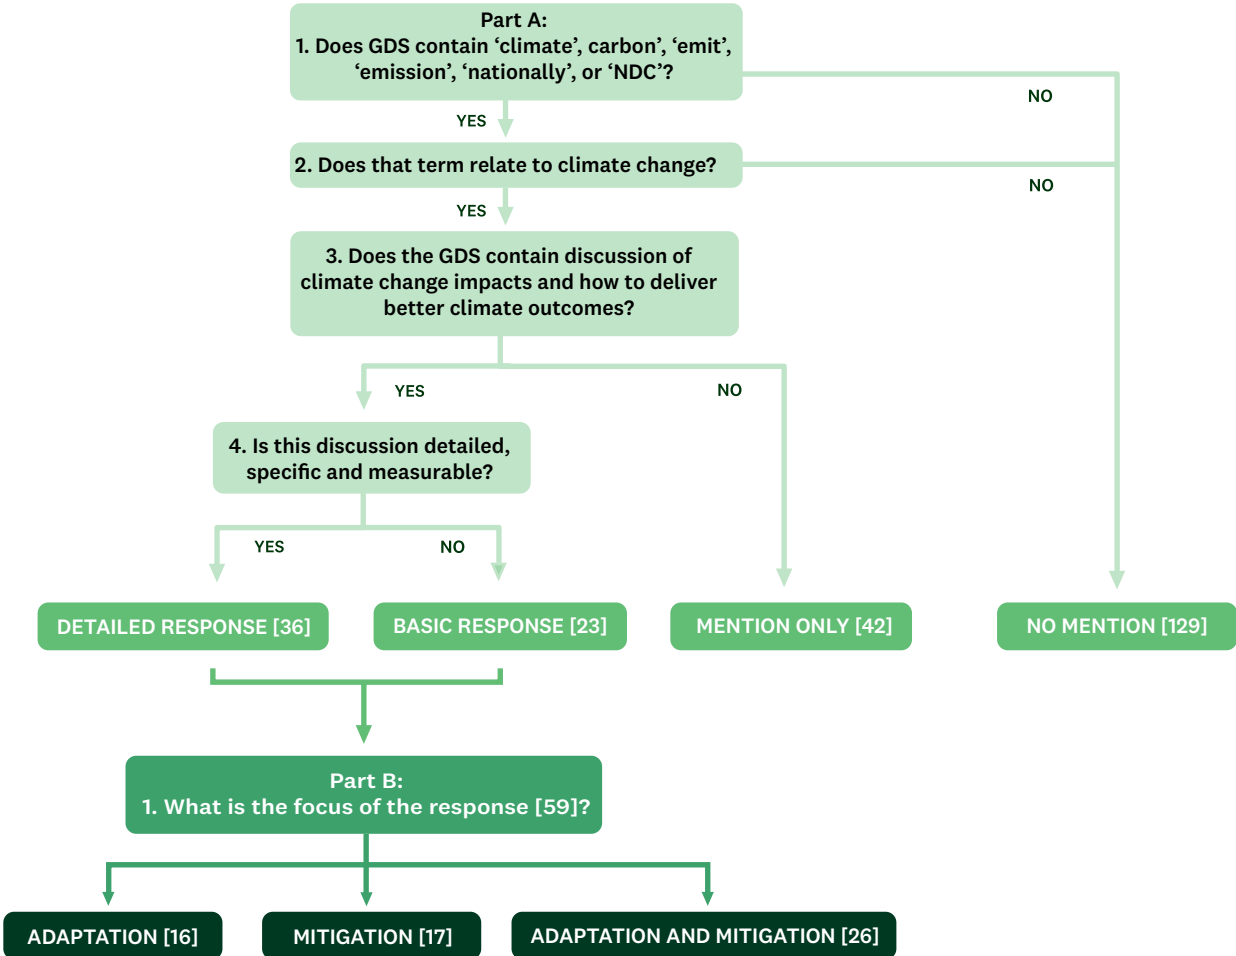 Part A:
1. Does GDS contain ‘climate’, carbon’, ‘emit’,
‘emission’, ‘nationally’, or ‘NDC’?
NO
YES
2. Does that term relate to climate change?
NO
YES
3. Does the GDS contain discussion of
climate change impacts and how to deliver
better climate outcomes?
YES
NO
4. Is this discussion detailed,
specific and measurable?
YES
NO
DETAILED RESPONSE [36]
BASIC RESPONSE [23]
MENTION ONLY [42]
NO MENTION [129]
Part B:
1. What is the focus of the response [59]?
ADAPTATION [16]
MITIGATION [17]
ADAPTATION AND MITIGATION [26]